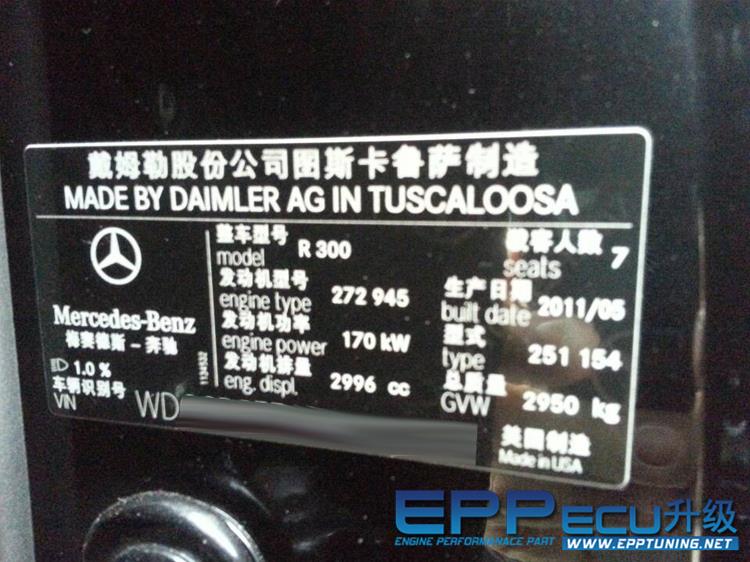 戴姆勒股份公司图斯卡鲁萨制造
MADE BY DAIMLER AG IN TUSCALOOSA
Mercedes-Benz
梅赛德斯-奔驰
1.0 %
车辆识别号
VIN WD
整车型号
model R 300
发动机型号
engine type 272 945
发动机功率
engine power 170 kW
发动机排量
eng. displ. 2996 cc
乘客人数
seats 7
生产日期
built date 2011/05
型式
type 251 154
总质量
GVW 2950 kg
美国制造
Made in USA
EPP ECU升级
ENGINE PERFORMANACE PART WWW.EPPTUNING.NET